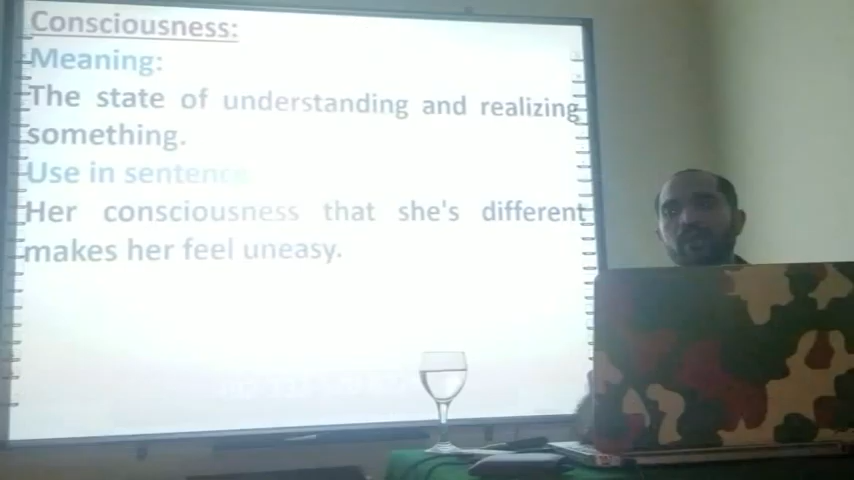 Consciousness:
Meaning:
The state of understanding and realizing
something.
Use in sentence
Her consciousness that she's different
makes her feel uneasy.